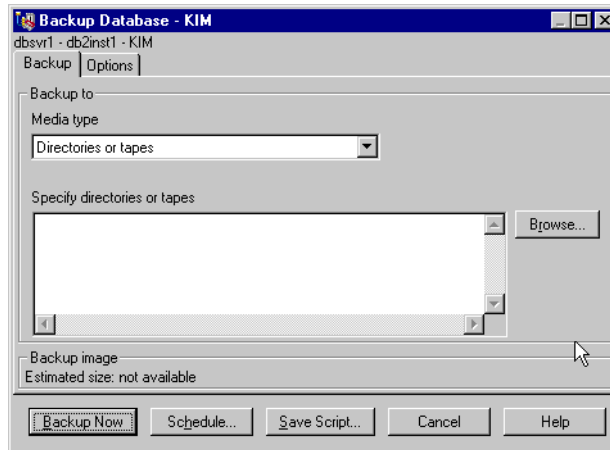 Backup Database - KIM
dbsvr1 - db2inst1 - KIM
Backup Options
Backup to
Media type
Directories or tapes
Specify directories or tapes
Browse...
Backup image
Estimated size: not available
Backup Now Schedule... Save Script... Cancel Help